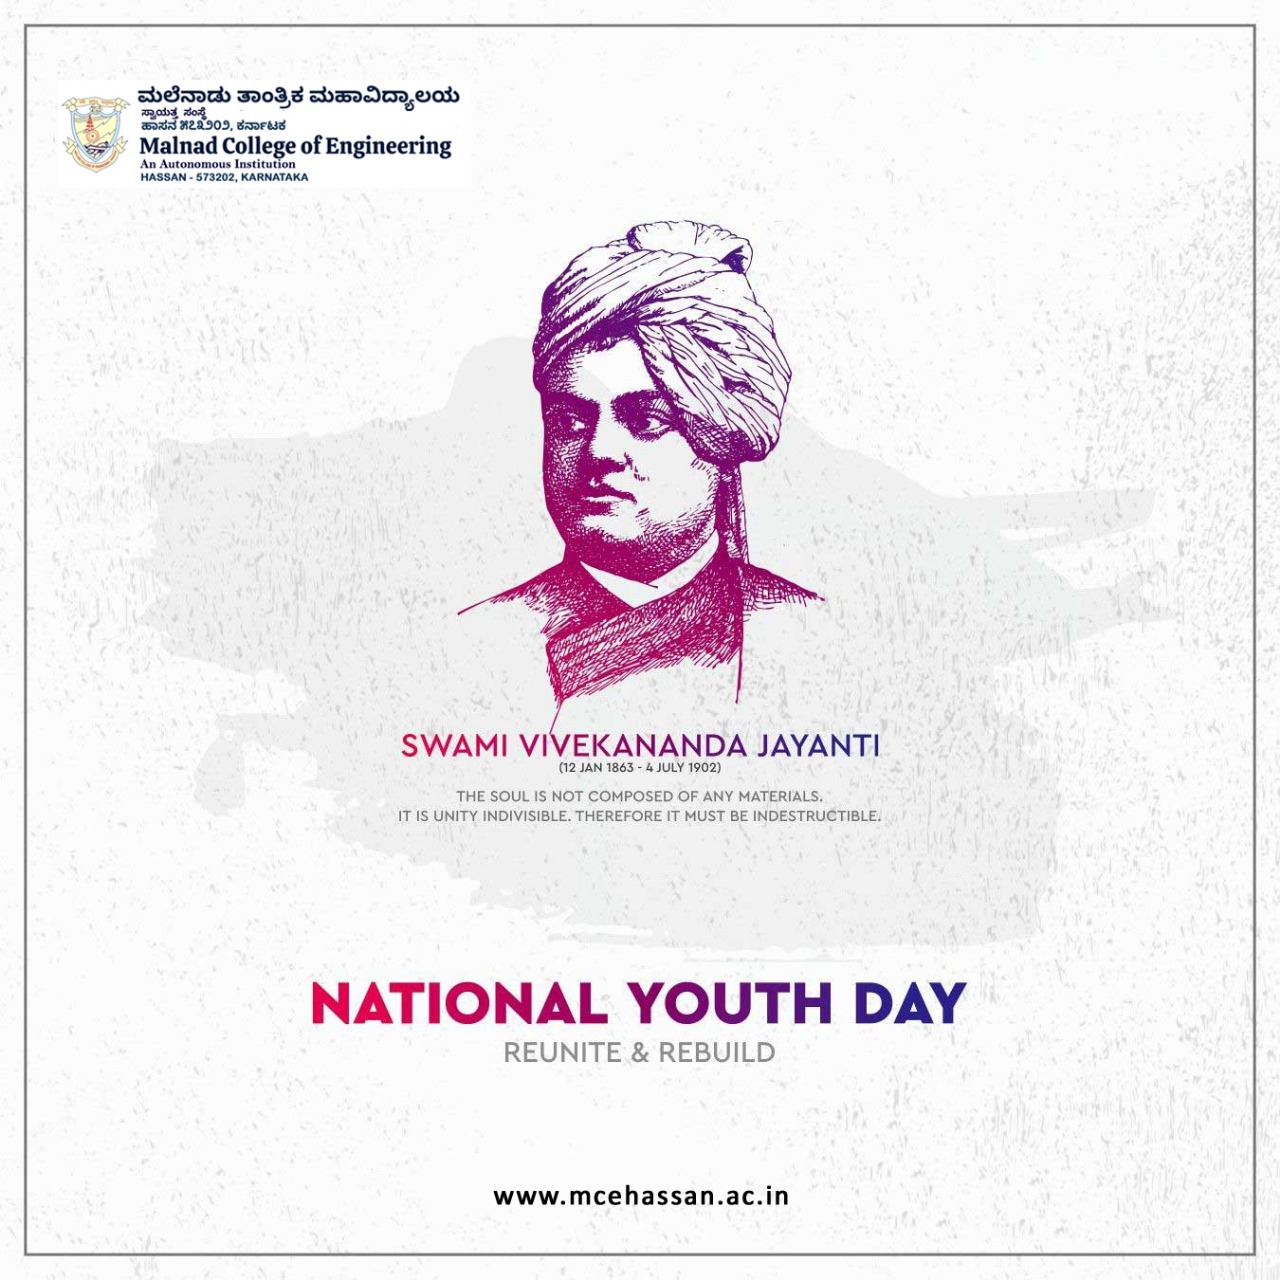 ಮಲೆನಾಡು ತಾಂತ್ರಿಕ ಮಹಾವಿದ್ಯಾಲಯ
ಸ್ವಾಯತ್ತ ಸಂಸ್ಥೆ
ಹಾಸನ ೫೭೩೨೦೨, ಕರ್ನಾಟಕ
Malnad College of Engineering
An Autonomous Institution
HASSAN - 573202, KARNATAKA
SWAMI VIVEKANANDA JAYANTI
(12 JAN 1863 - 4 JULY 1902)
THE SOUL IS NOT COMPOSED OF ANY MATERIALS.
IT IS UNITY INDIVISIBLE. THEREFORE IT MUST BE INDESTRUCTIBLE.
NATIONAL YOUTH DAY
REUNITE & REBUILD
www.mcehassan.ac.in